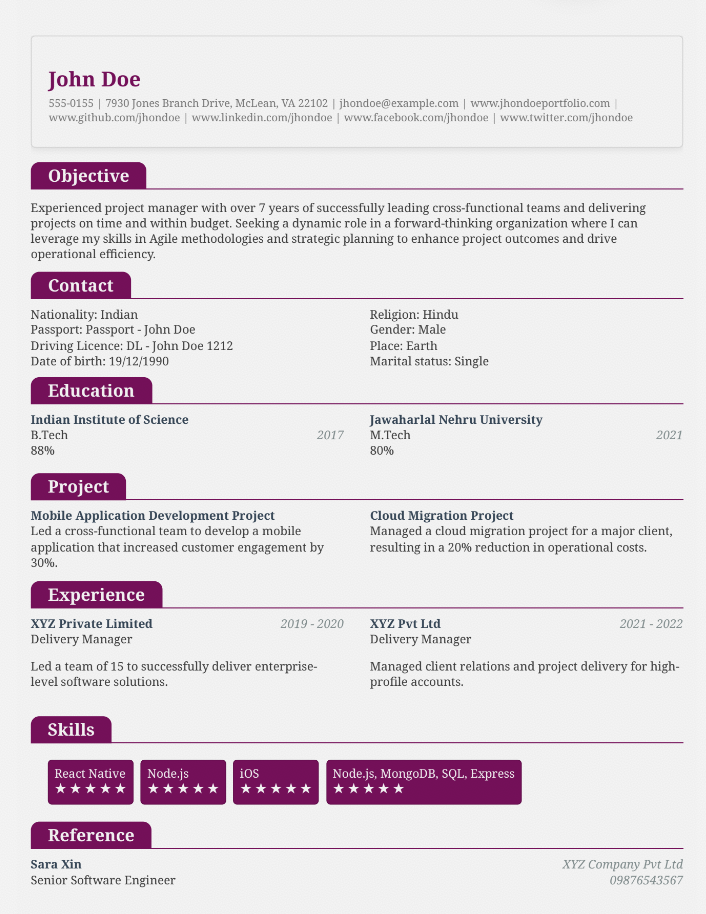 John Doe
555-0155 | 7930 Jones Branch Drive, McLean, VA 22102 | jhondoe@example.com | www.jhondoeportfolio.com |
www.github.com/jhondoe | www.linkedin.com/jhondoe | www.facebook.com/jhondoe | www.twitter.com/jhondoe
Objective
Experienced project manager with over 7 years of successfully leading cross-functional teams and delivering
projects on time and within budget. Seeking a dynamic role in a forward-thinking organization where I can
leverage my skills in Agile methodologies and strategic planning to enhance project outcomes and drive
operational efficiency.
Contact
Nationality: Indian
Passport: Passport - John Doe
Driving Licence: DL - John Doe 1212
Date of birth: 19/12/1990
Religion: Hindu
Gender: Male
Place: Earth
Marital status: Single
Education
Indian Institute of Science
B.Tech 2017
88%
Jawaharlal Nehru University
M.Tech 2021
80%
Project
Mobile Application Development Project
Led a cross-functional team to develop a mobile
application that increased customer engagement by
30%.
Cloud Migration Project
Managed a cloud migration project for a major client,
resulting in a 20% reduction in operational costs.
Experience
XYZ Private Limited 2019 - 2020
Delivery Manager
Led a team of 15 to successfully deliver enterprise-
level software solutions.
XYZ Pvt Ltd 2021 - 2022
Delivery Manager
Managed client relations and project delivery for high-
profile accounts.
Skills
React Native
★ ★ ★ ★ ★
Node.js
★ ★ ★ ★ ★
iOS
★ ★ ★ ★ ★
Node.js, MongoDB, SQL, Express
★ ★ ★ ★ ★
Reference
Sara Xin XYZ Company Pvt Ltd
Senior Software Engineer 09876543567